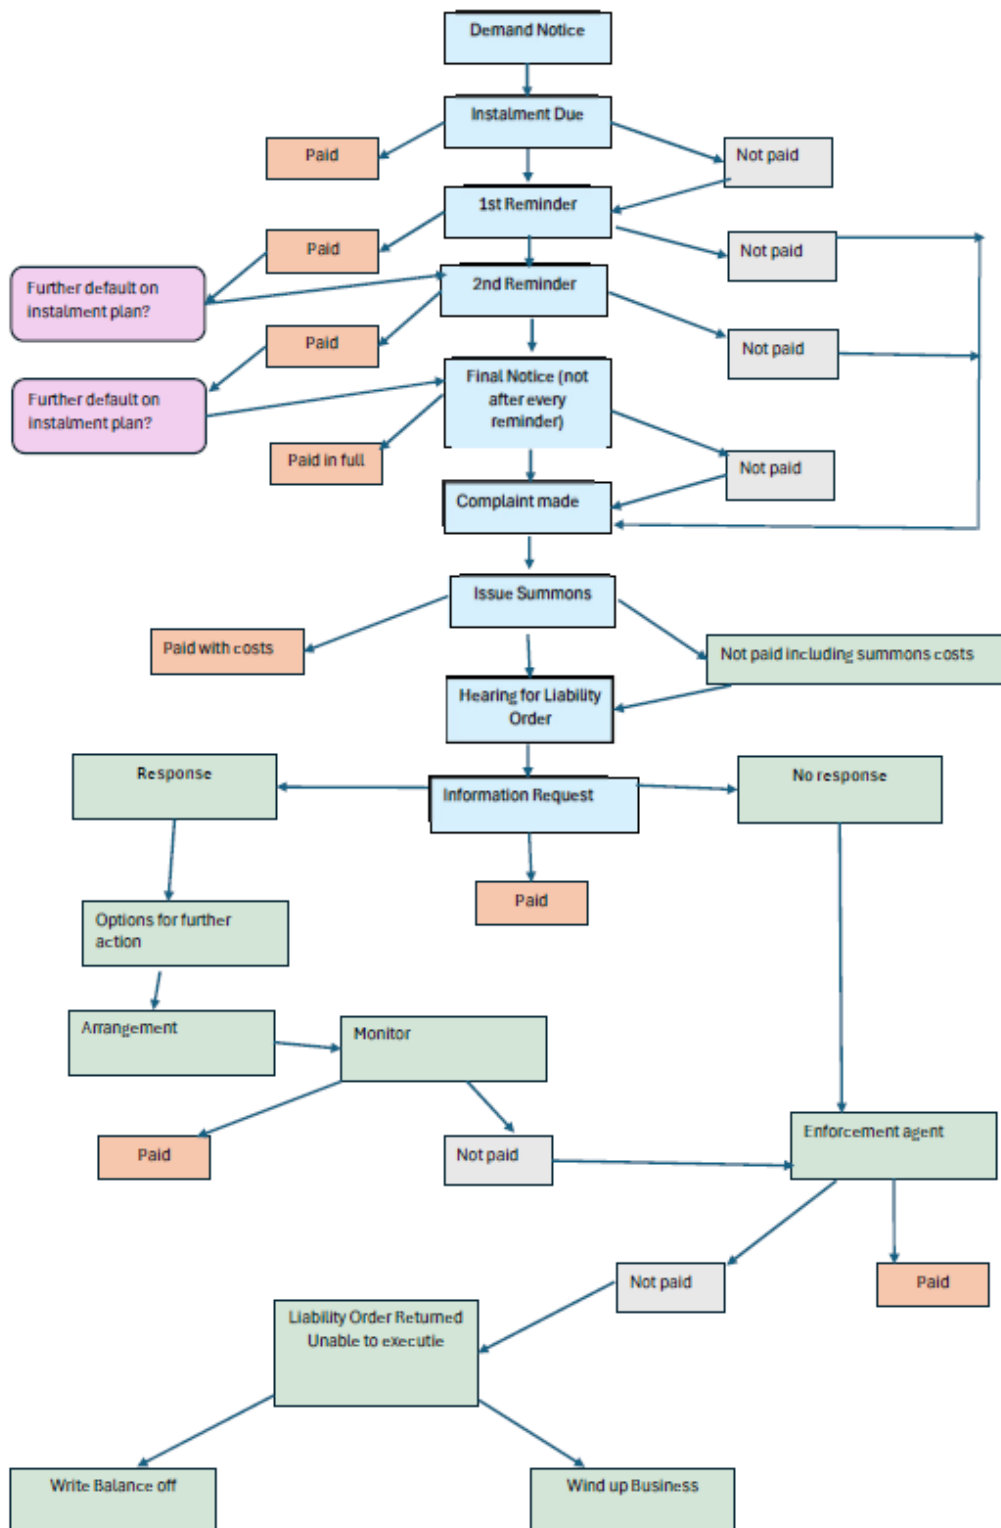 Demand Notice
Instalment Due
Paid
Not paid
1st Reminder
Paid
Not paid
Further default on
instalment plan?
2nd Reminder
Paid
Not paid
Further default on
instalment plan?
Final Notice (not
after every
reminder)
Paid in full
Not paid
Complaint made
Issue Summons
Paid with costs
Not paid including summons costs
Hearing for Liability
Order
Response
Information Request
No response
Paid
Options for further
action
Arrangement
Monitor
Paid
Not paid
Enforcement agent
Not paid
Paid
Liability Order Returned
Unable to executie
Write Balance off
Wind up Business